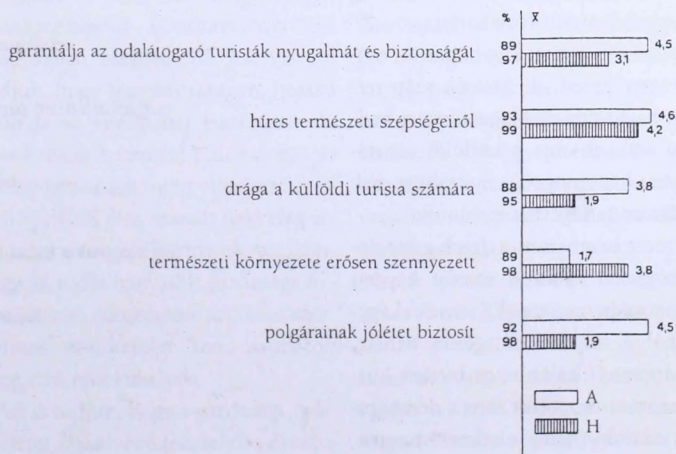 % x̄
garantálja az odalátogató turisták nyugalmát és biztonságát 89 4,5
97 3,1
híres természeti szépségeiről 93 4,6
99 4,2
drága a külföldi turista számára 88 3,8
95 1,9
természeti környezete erősen szennyezett 89 1,7
98 3,8
polgárainak jólétet biztosít 92 4,5
98 1,9
A
H